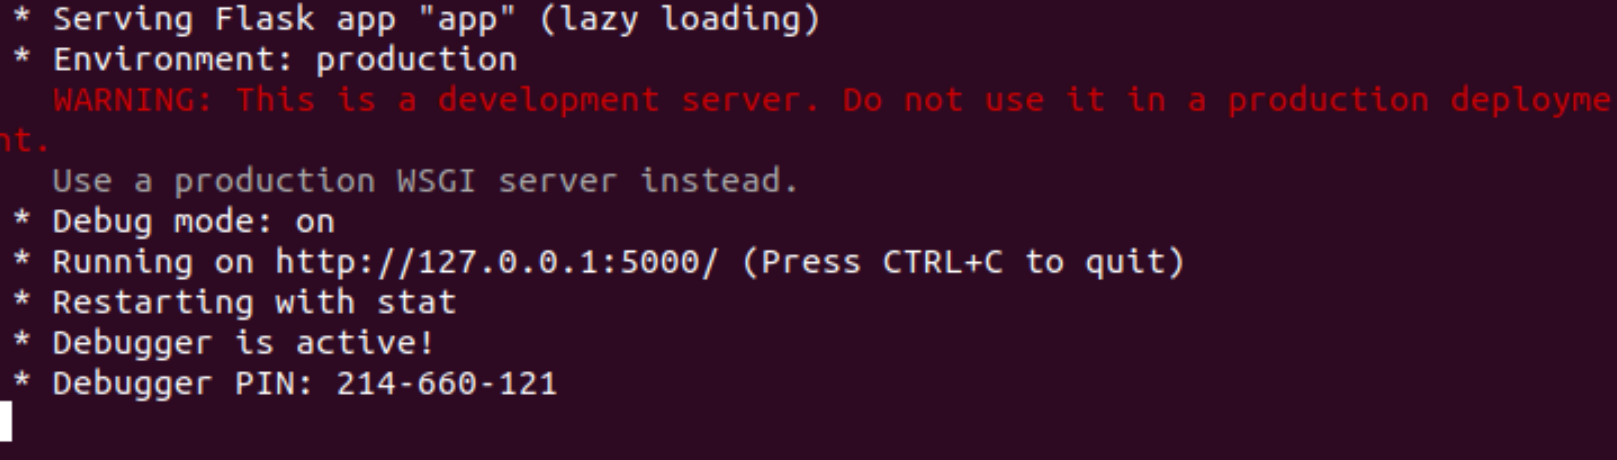 * Serving Flask app "app" (lazy loading)
* Environment: production
WARNING: This is a development server. Do not use it in a production deployme
nt.
Use a production WSGI server instead.
* Debug mode: on
* Running on http://127.0.0.1:5000/ (Press CTRL+C to quit)
* Restarting with stat
* Debugger is active!
* Debugger PIN: 214-660-121